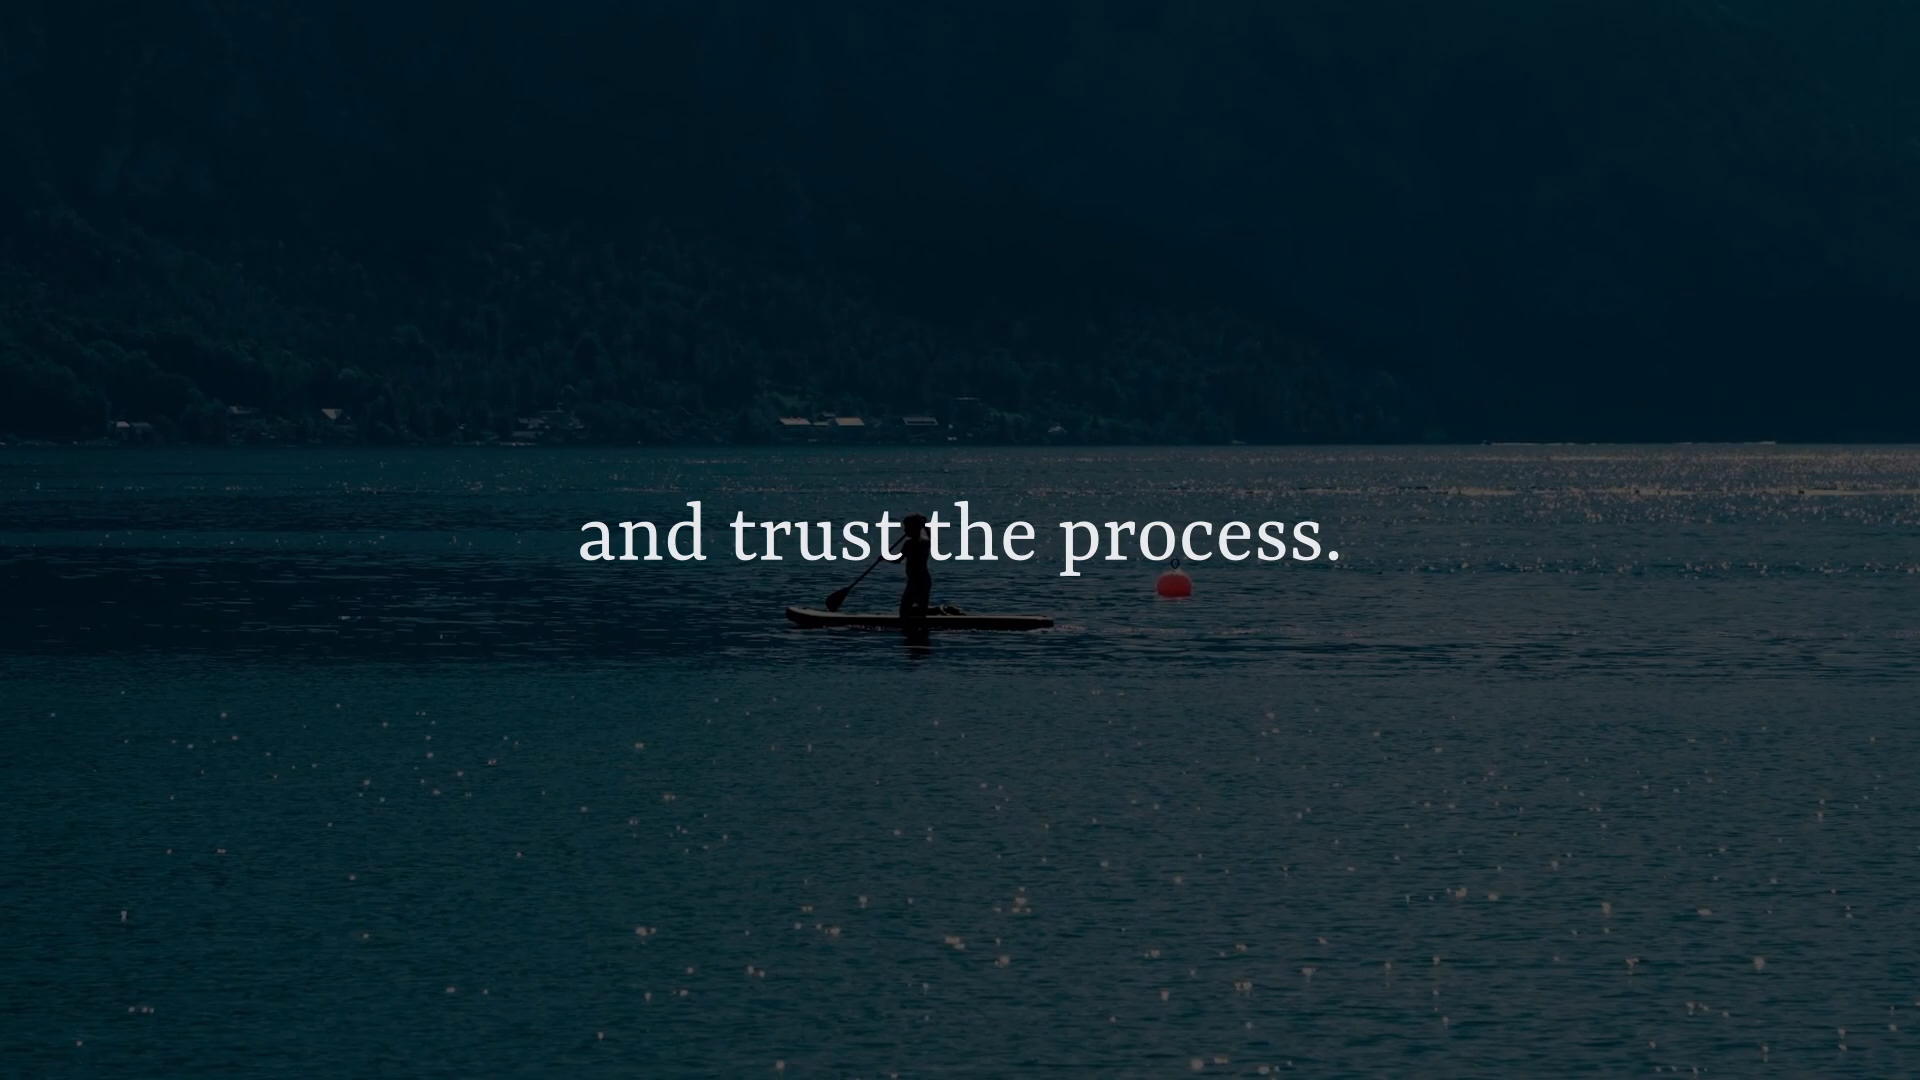 and trust the process.